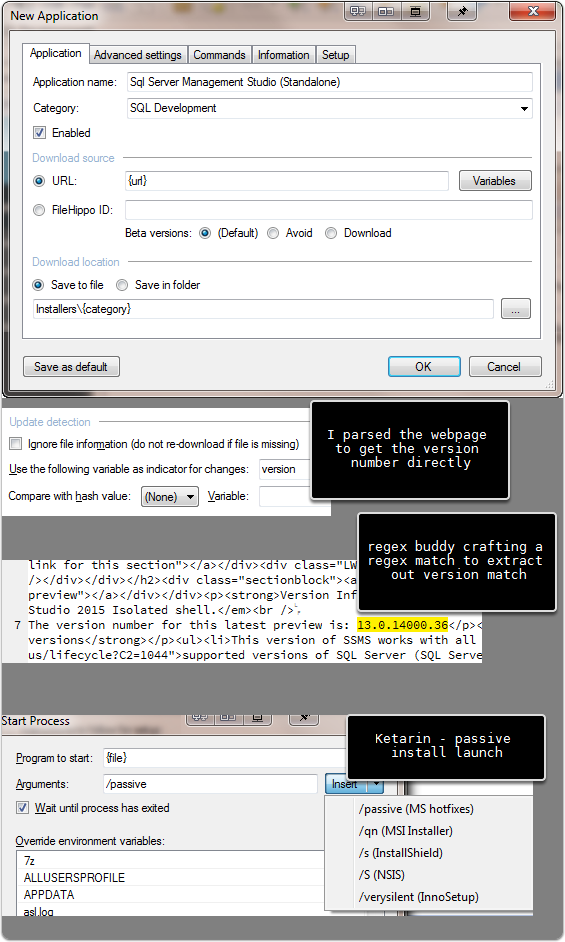 New Application
Application
Advanced settings
Commands
Information
Setup
Application name:
Sql Server Management Studio (Standalone)
Category:
SQL Development
Enabled
Download source
URL:
{url}
Variables
FileHippo ID:
Beta versions:
(Default)
Avoid
Download
Download location
Save to file
Save in folder
Installers\{category}
...
Save as default
OK
Cancel
Update detection
Ignore file information (do not re-download if file is missing)
Use the following variable as indicator for changes:
version
Compare with hash value:
(None)
Variable:
I parsed the webpage
to get the version
number directly
regex buddy crafting a
regex match to extract
out version match
link for this section"></a></div><div class="LW
/></div></div></h2><div class="sectionblock"><a
preview"></a></div></div><p><strong>Version Inf
Studio 2015 Isolated shell.</em><br />
7 The version number for this latest preview is: 13.0.14000.36</p><
versions</strong></p><ul><li>This version of SSMS works with all
us/lifecycle?C2=1044">supported versions of SQL Server (SQL Serve
Ketarin - passive
install launch
Start Process
Program to start:
{file}
Arguments:
/passive
Insert
Wait until process has exited
/passive (MS hotfixes)
/qn (MSI Installer)
/s (InstallShield)
/S (NSIS)
/verysilent (InnoSetup)
Override environment variables:
7z
ALLUSERSPROFILE
APPDATA
asl.log